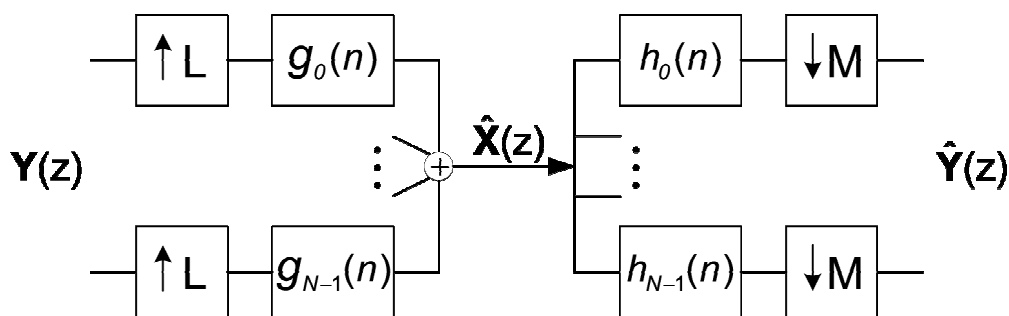 ↑L g₀(n) h₀(n) ↓M
Y(z) X̂(z) Ŷ(z)
↑L g_{N−1}(n) h_{N−1}(n) ↓M